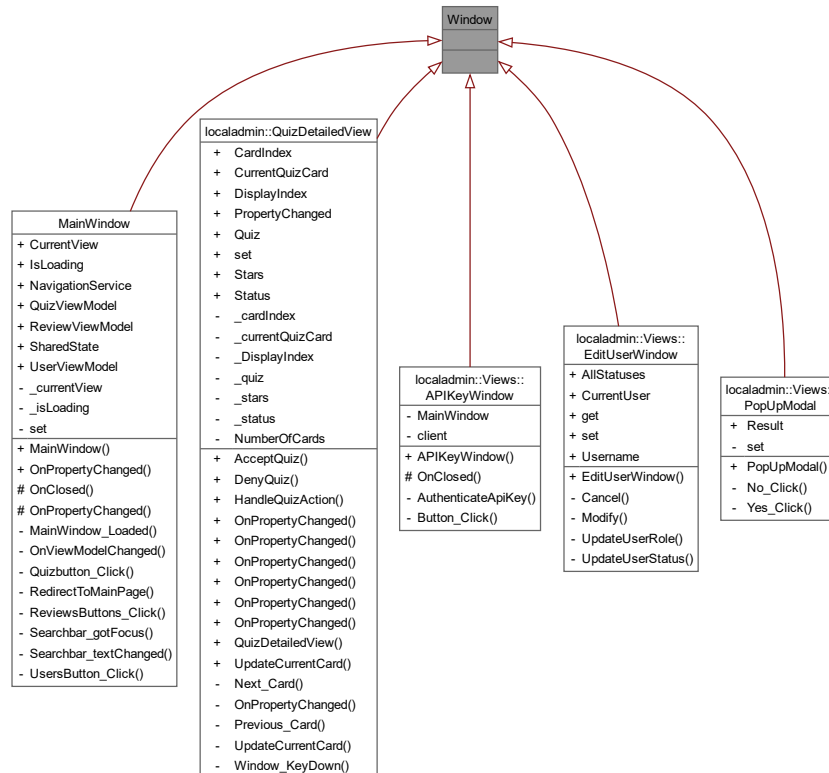 Window
localadmin::QuizDetailedView
+ CardIndex
+ CurrentQuizCard
+ DisplayIndex
+ PropertyChanged
+ Quiz
+ set
+ Stars
+ Status
- _cardIndex
- _currentQuizCard
- _DisplayIndex
- _quiz
- _stars
- _status
- NumberOfCards
+ AcceptQuiz()
+ DenyQuiz()
+ HandleQuizAction()
+ OnPropertyChanged()
+ OnPropertyChanged()
+ OnPropertyChanged()
+ OnPropertyChanged()
+ OnPropertyChanged()
+ OnPropertyChanged()
+ QuizDetailedView()
+ UpdateCurrentCard()
- Next_Card()
- OnPropertyChanged()
- Previous_Card()
- UpdateCurrentCard()
- Window_KeyDown()
MainWindow
+ CurrentView
+ IsLoading
+ NavigationService
+ QuizViewModel
+ ReviewViewModel
+ SharedState
+ UserViewModel
- _currentView
- _isLoading
- set
+ MainWindow()
+ OnPropertyChanged()
# OnClosed()
# OnPropertyChanged()
- MainWindow_Loaded()
- OnViewModelChanged()
- Quizbutton_Click()
- RedirectToMainPage()
- ReviewsButtons_Click()
- Searchbar_gotFocus()
- Searchbar_textChanged()
- UsersButton_Click()
localadmin::Views::
APIKeyWindow
- MainWindow
- client
+ APIKeyWindow()
# OnClosed()
- AuthenticateApiKey()
- Button_Click()
localadmin::Views::
EditUserWindow
+ AllStatuses
+ CurrentUser
+ get
+ set
+ Username
+ EditUserWindow()
- Cancel()
- Modify()
- UpdateUserRole()
- UpdateUserStatus()
localadmin::Views::
PopUpModal
+ Result
- set
+ PopUpModal()
- No_Click()
- Yes_Click()